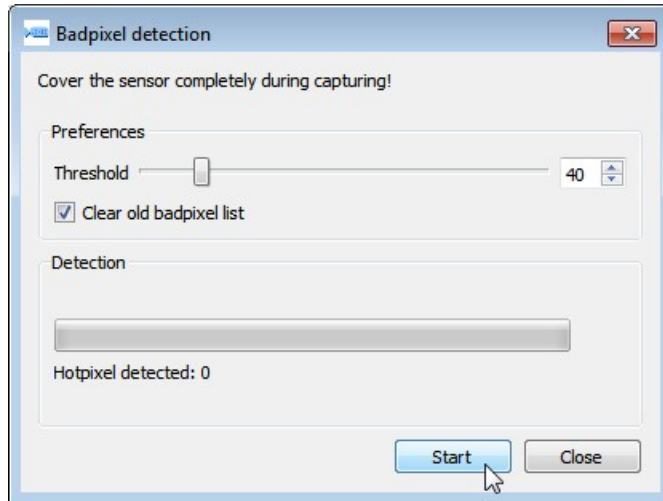 Badpixel detection
Cover the sensor completely during capturing!
Preferences
Threshold 40
Clear old badpixel list
Detection
Hotpixel detected: 0
Start Close